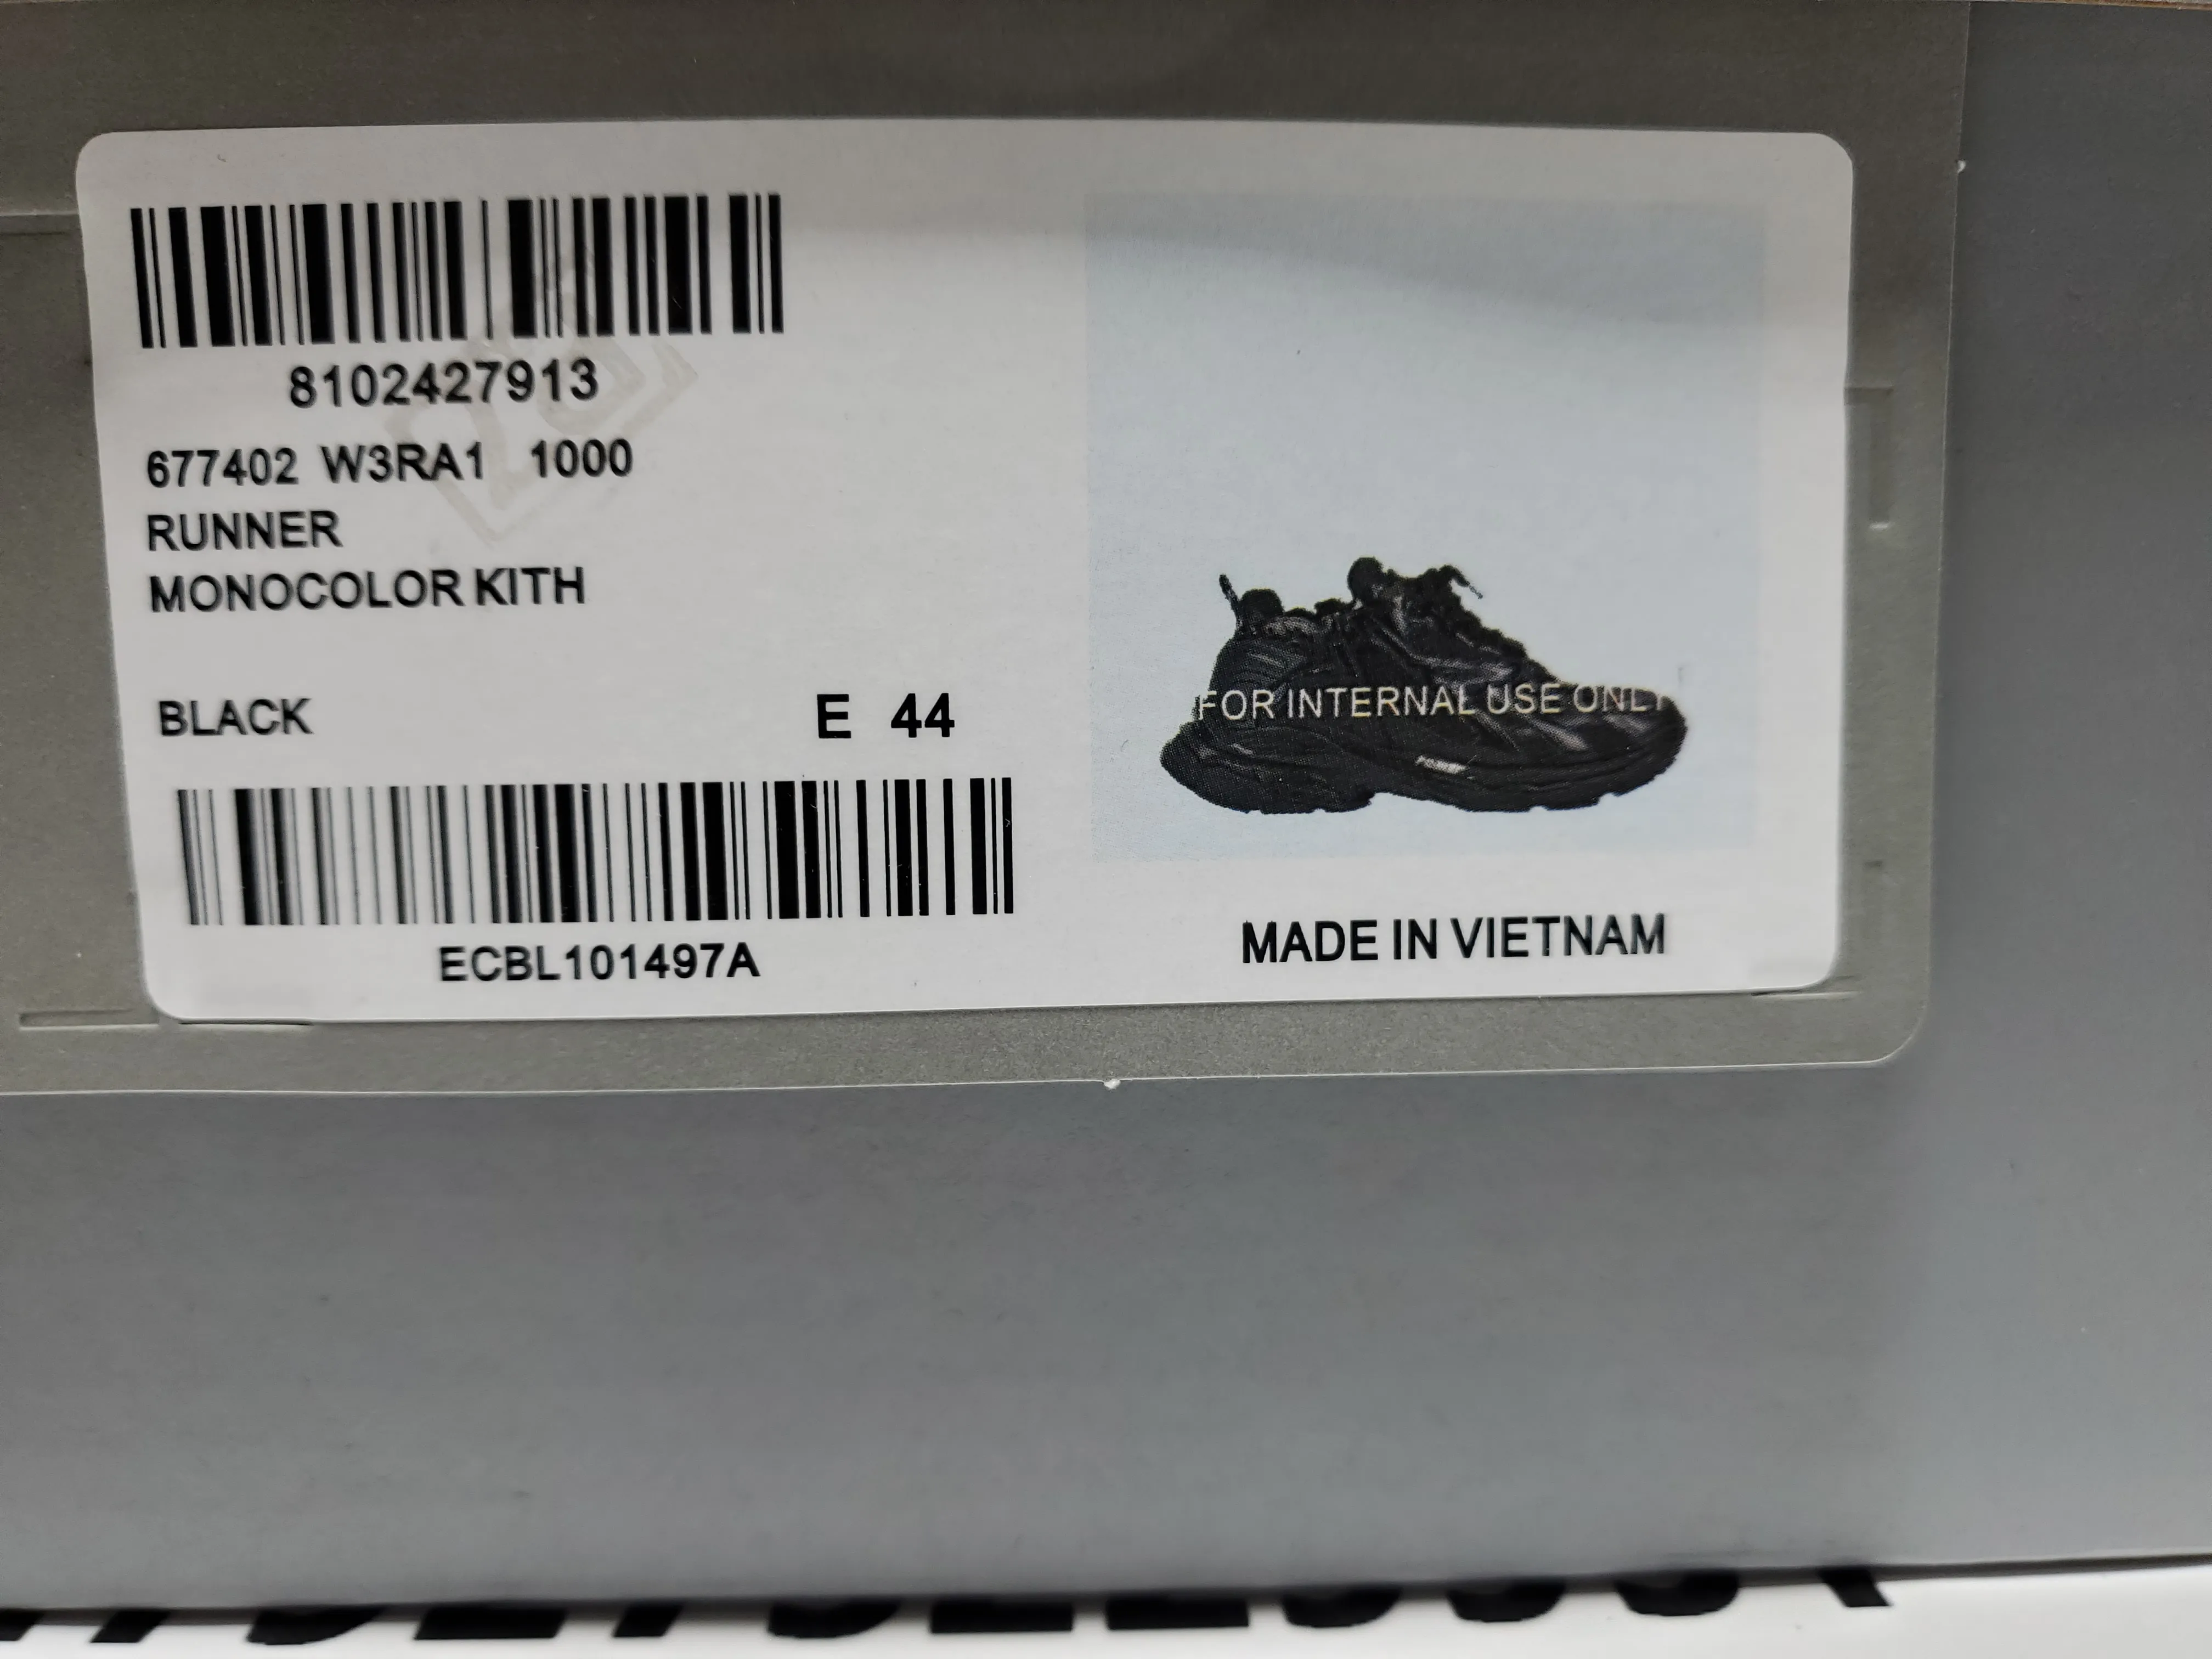 8102427913
677402 W3RA1 1000
RUNNER
MONOCOLOR KITH
BLACK
E 44
ECBL101497A
FOR INTERNAL USE ONLY
MADE IN VIETNAM